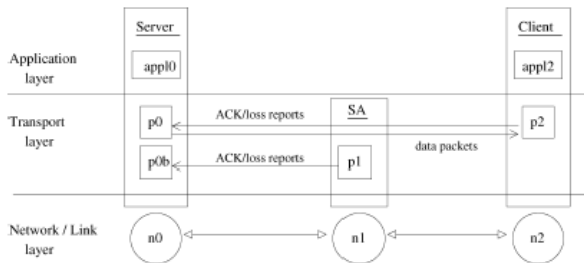 Server
Client
Application
layer
appl0
appl2
Transport
layer
SA
p0
ACK/loss reports
p2
data packets
p0b
ACK/loss reports
p1
Network / Link
layer
n0
n1
n2